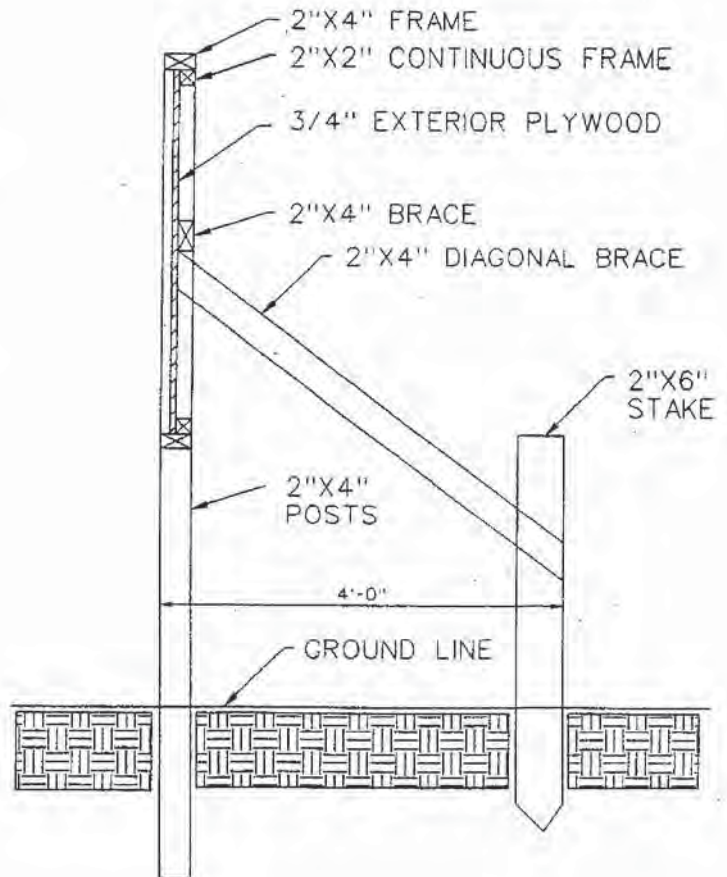 2"X4" FRAME
2"X2" CONTINUOUS FRAME
3/4" EXTERIOR PLYWOOD
2"X4" BRACE
2"X4" DIAGONAL BRACE
2"X6"
STAKE
2"X4"
POSTS
4'-0"
GROUND LINE